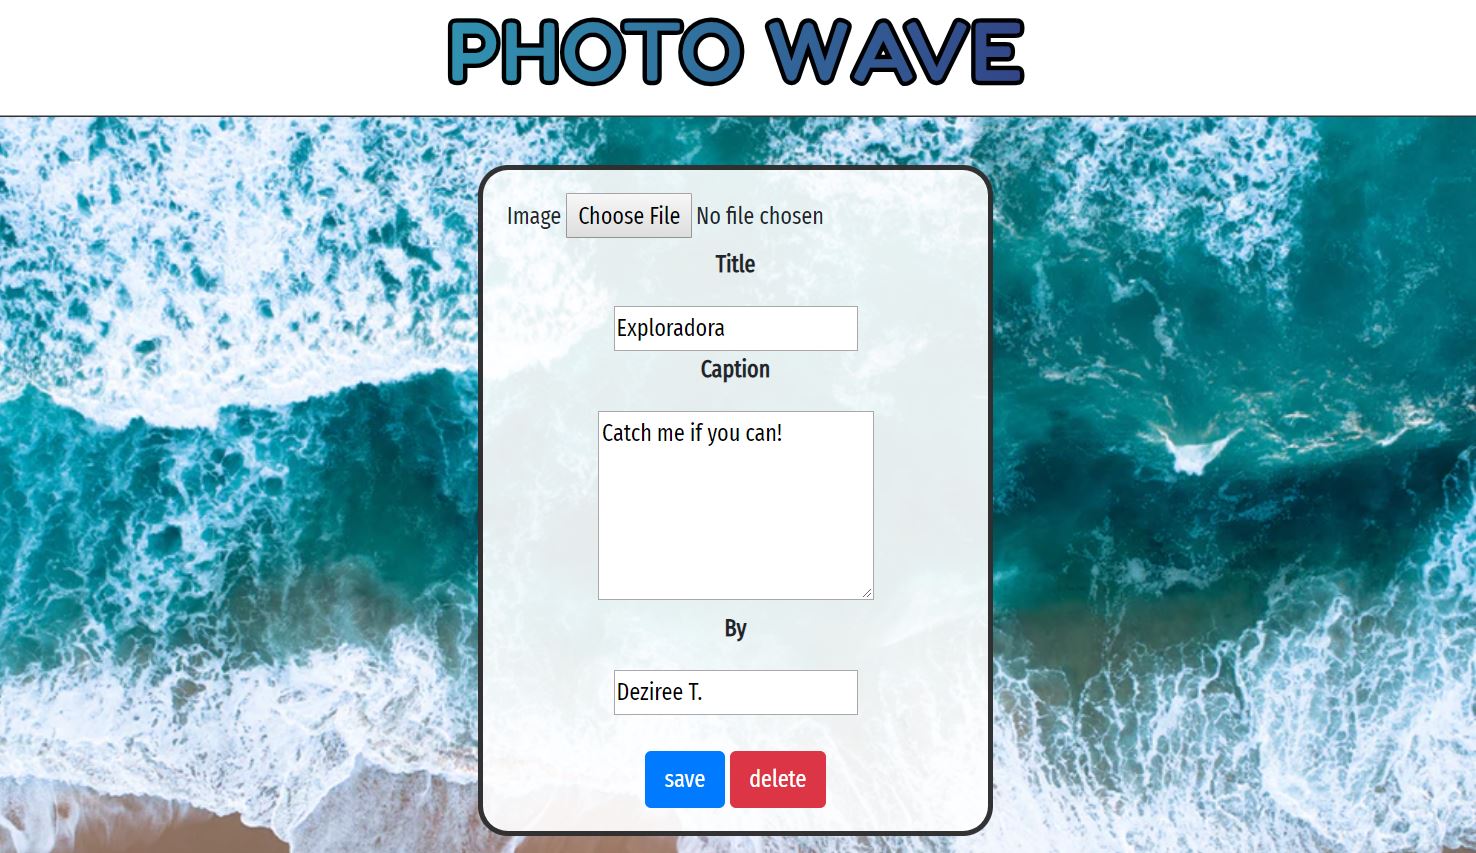 PHOTO WAVE
Image Choose File No file chosen
Title
Exploradora
Caption
Catch me if you can!
By
Deziree T.
save delete